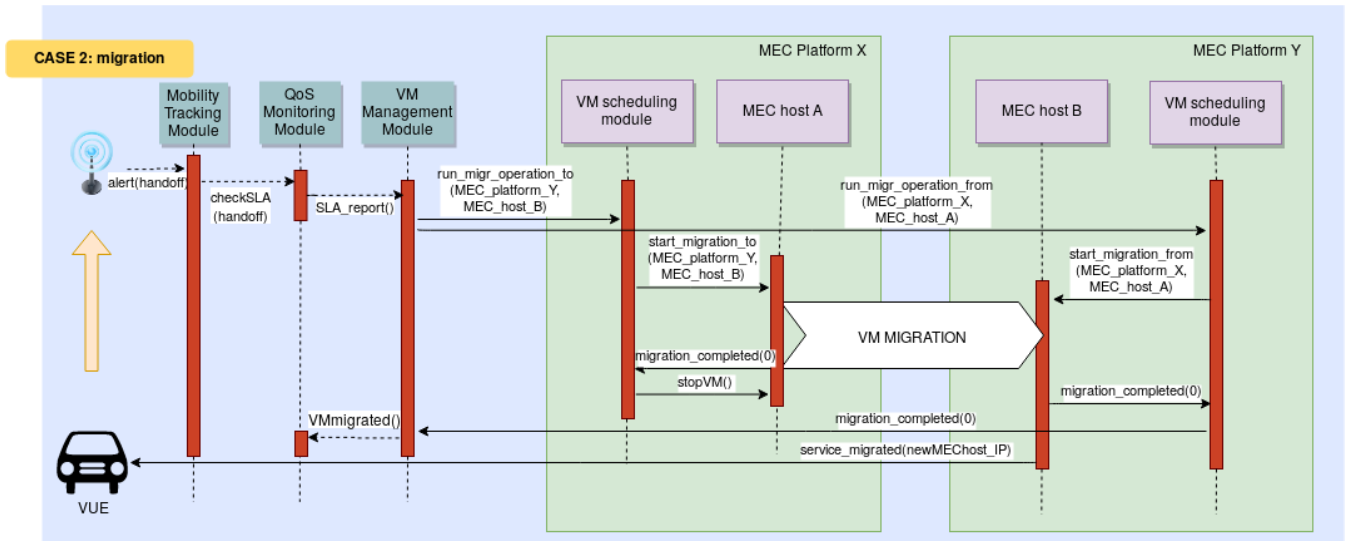 CASE 2: migration
MEC Platform X
MEC Platform Y
Mobility
Tracking
Module
QoS
Monitoring
Module
VM
Management
Module
VM scheduling
module
MEC host A
MEC host B
VM scheduling
module
alert(handoff)
checkSLA
(handoff)
SLA_report()
run_migr_operation_to
(MEC_platform_Y,
MEC_host_B)
run_migr_operation_from
(MEC_platform_X,
MEC_host_A)
start_migration_to
(MEC_platform_Y,
MEC_host_B)
start_migration_from
(MEC_platform_X,
MEC_host_A)
VM MIGRATION
migration_completed(0)
stopVM()
migration_completed(0)
VMmigrated()
migration_completed(0)
service_migrated(newMEChost_IP)
VUE